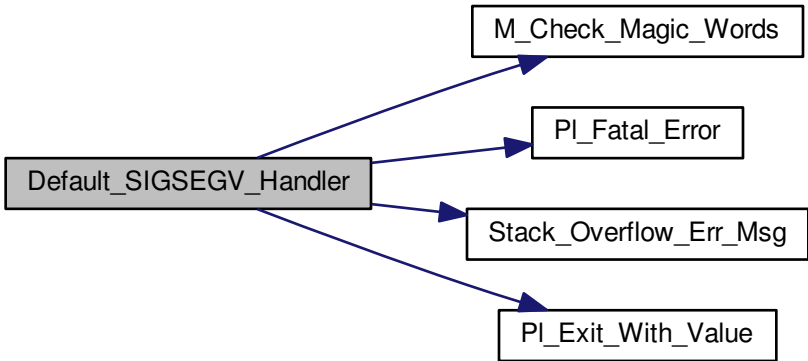 M_Check_Magic_Words
Pl_Fatal_Error
Default_SIGSEGV_Handler
Stack_Overflow_Err_Msg
Pl_Exit_With_Value